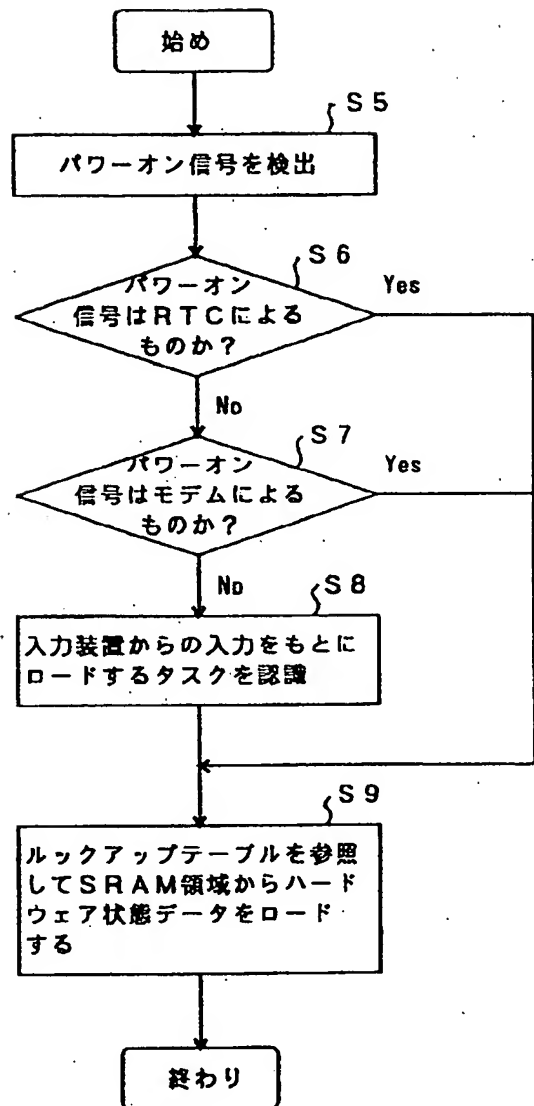 始め
S5
パワーオン信号を検出
S6
パワーオン
Yes
信号はRTCによる
ものか?
No
S7
パワーオン
Yes
信号はモデムによる
ものか?
No
S8
入力装置からの入力をもとに
ロードするタスクを認識
S9
ルックアップテーブルを参照
してSRAM領域からハード
ウェア状態データをロード
する
終わり